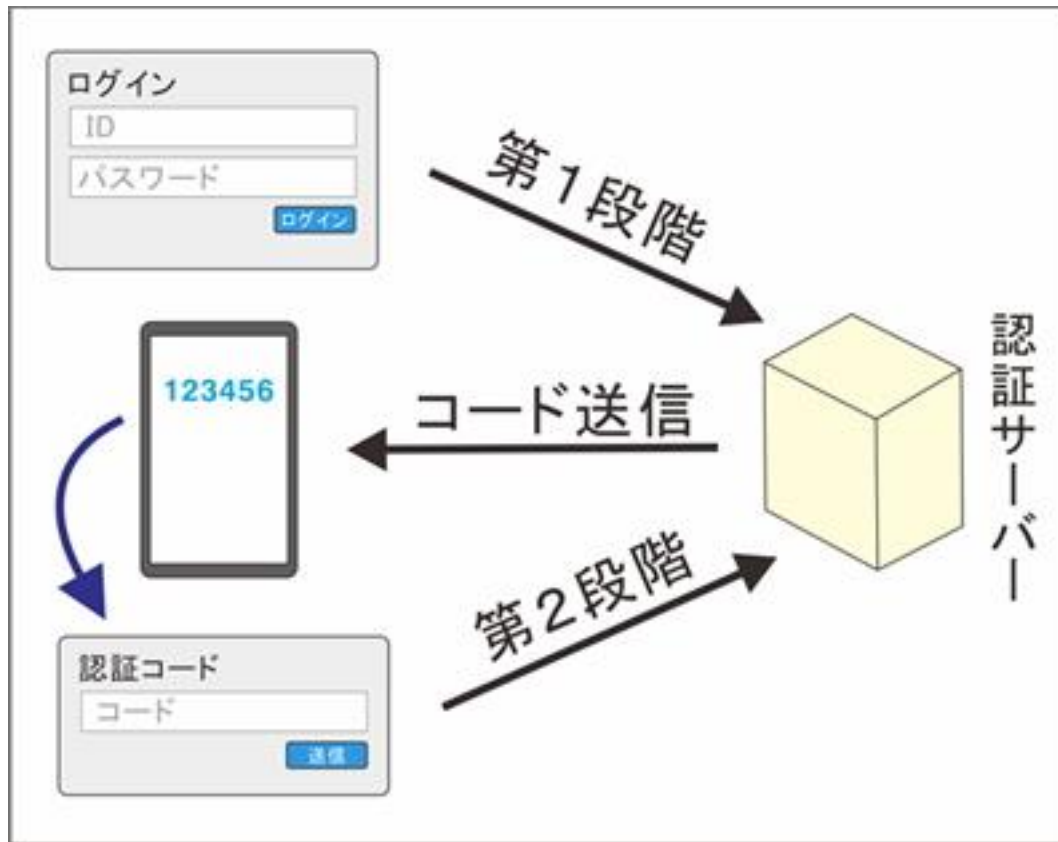 ログイン
ID
パスワード
ログイン
第1段階
123456
コード送信
認証サーバー
第2段階
認証コード
コード
送信